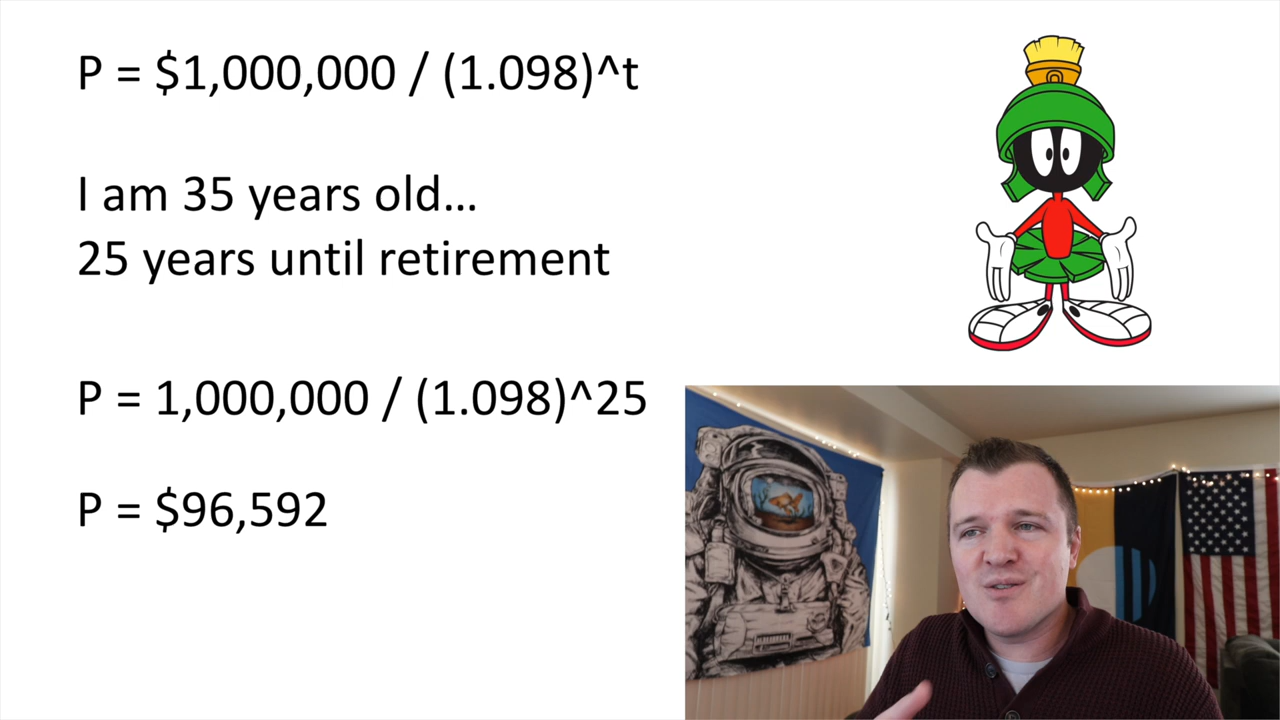 P = $1,000,000 / (1.098)^t
I am 35 years old...
25 years until retirement
P = 1,000,000 / (1.098)^25
P = $96,592